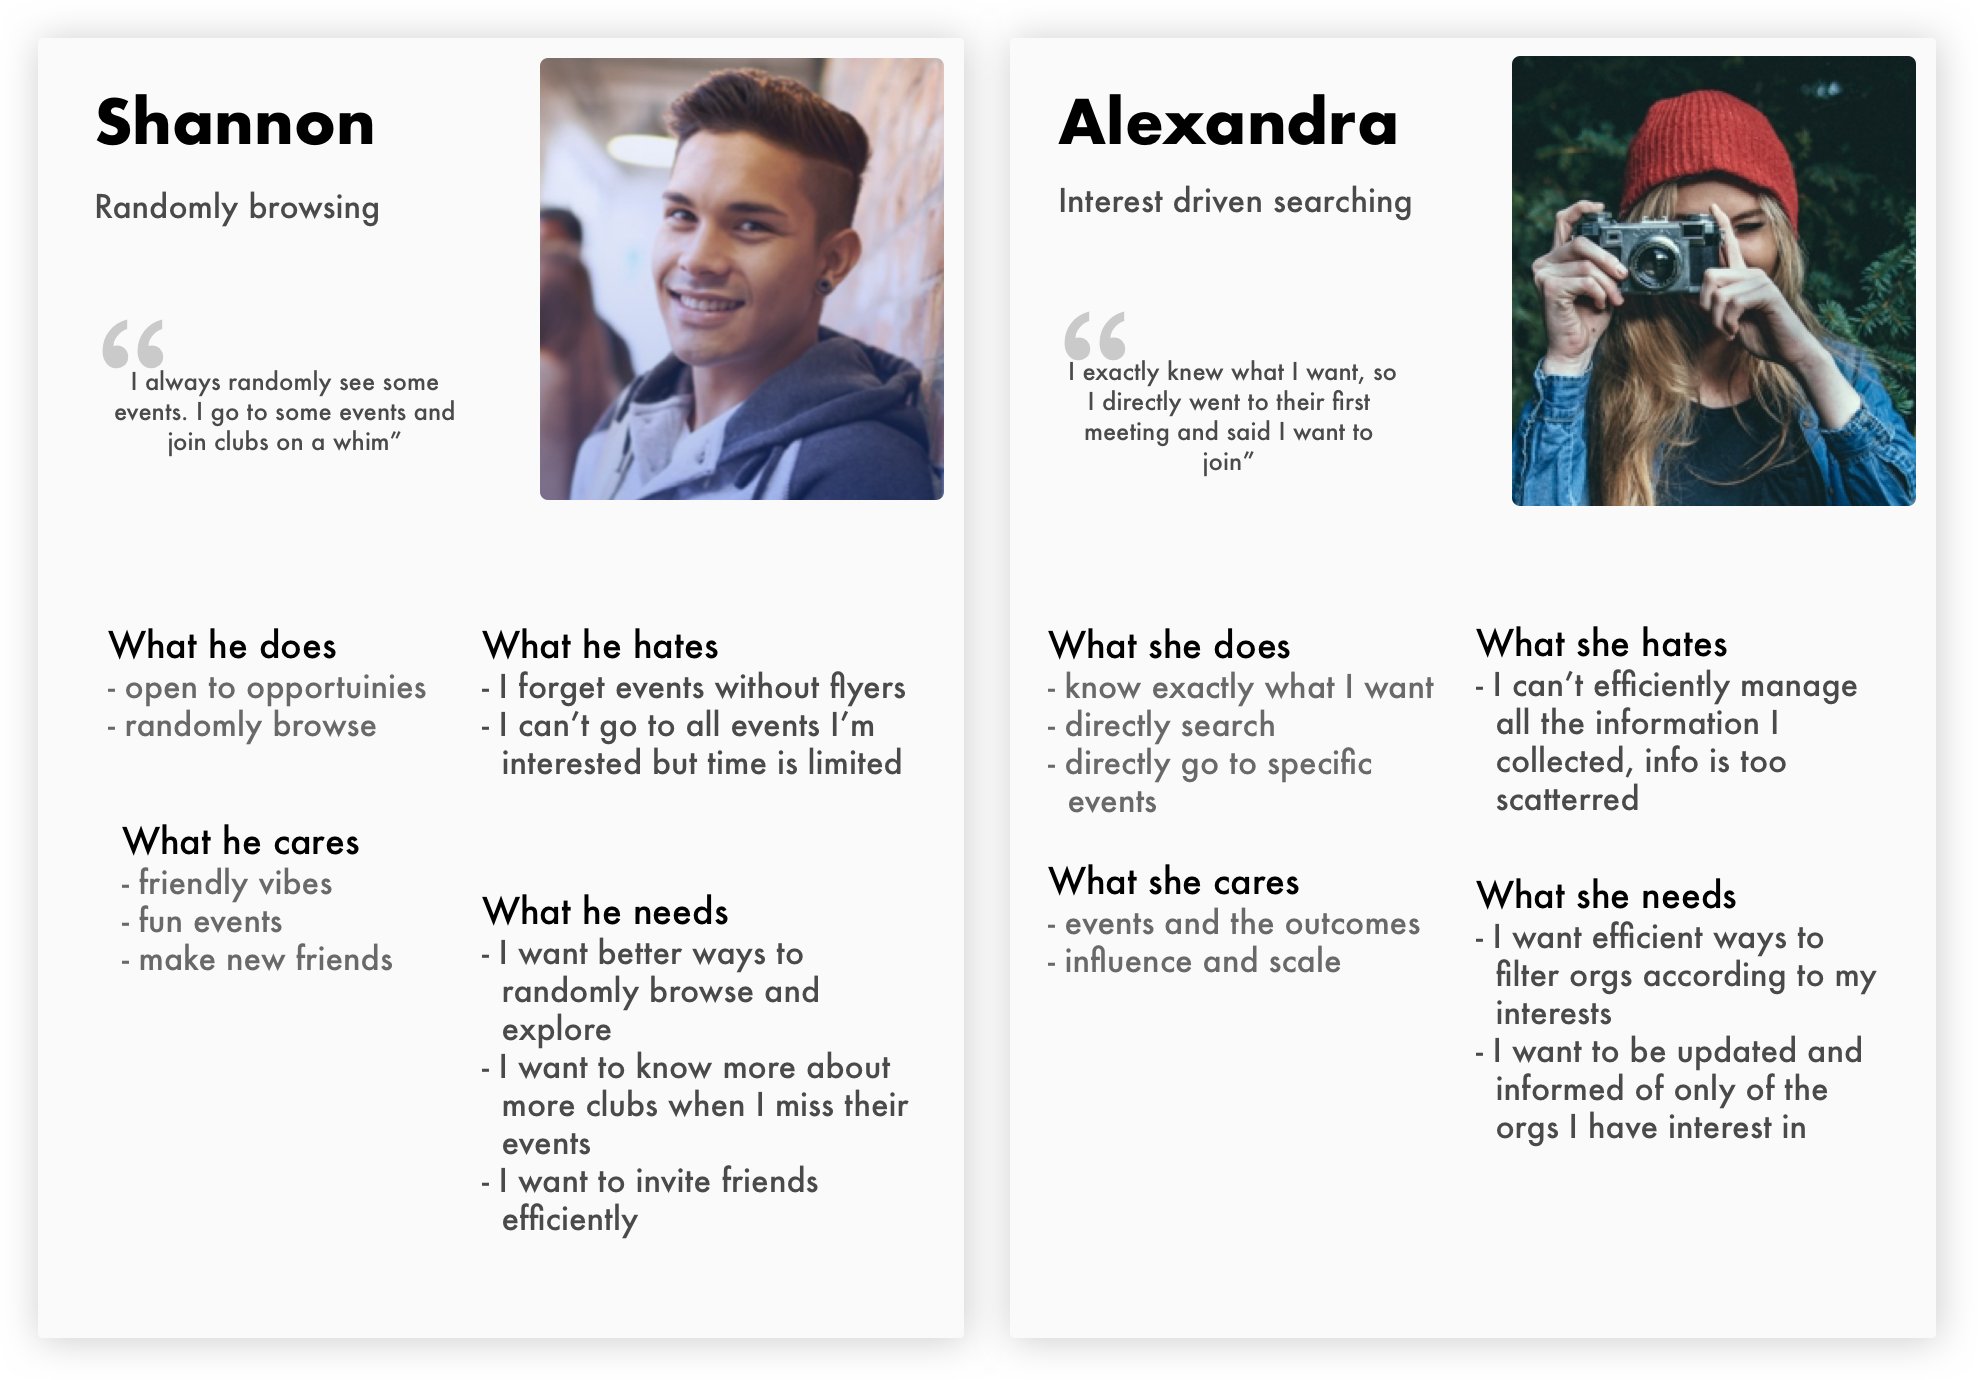 Shannon
Randomly browsing
“
I always randomly see some
events. I go to some events and
join clubs on a whim”
What he does
- open to opportuinies
- randomly browse
What he cares
- friendly vibes
- fun events
- make new friends
What he hates
- I forget events without flyers
- I can’t go to all events I’m
interested but time is limited
What he needs
- I want better ways to
randomly browse and
explore
- I want to know more about
more clubs when I miss their
events
- I want to invite friends
efficiently
Alexandra
Interest driven searching
“
I exactly knew what I want, so
I directly went to their first
meeting and said I want to
join”
What she does
- know exactly what I want
- directly search
- directly go to specific
events
What she cares
- events and the outcomes
- influence and scale
What she hates
- I can’t efficiently manage
all the information I
collected, info is too
scatterred
What she needs
- I want efficient ways to
filter orgs according to my
interests
- I want to be updated and
informed of only of the
orgs I have interest in